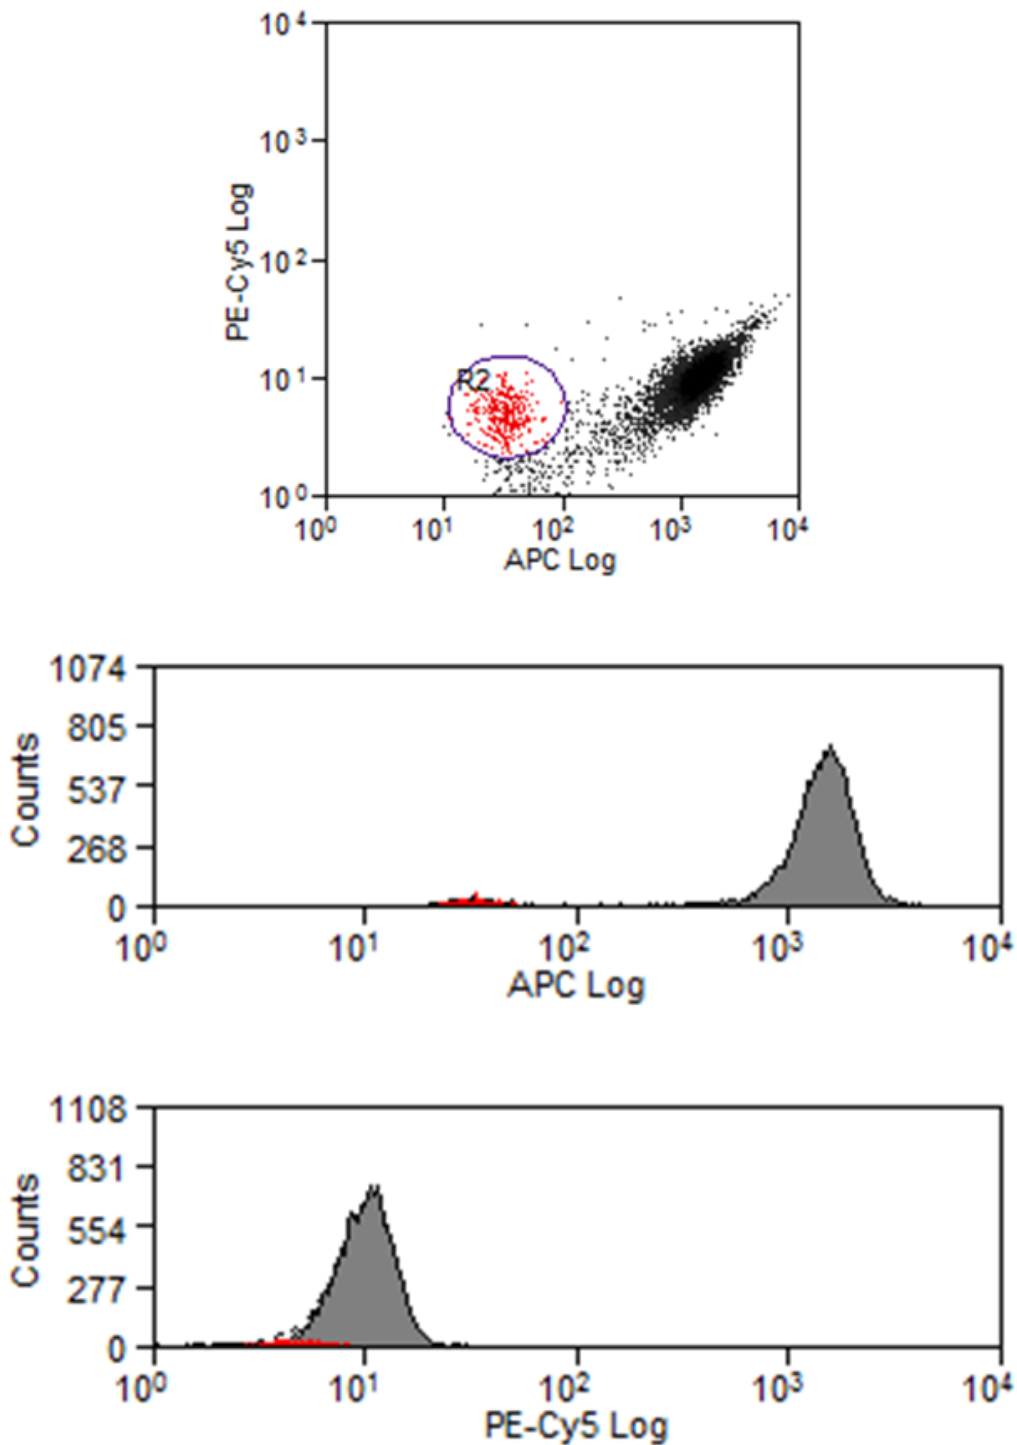 10⁴
10³
10²
10¹
10⁰
PE-Cy5 Log
R2
10⁰ 10¹ 10² 10³ 10⁴
APC Log
1074
805
537
268
0
Counts
10⁰ 10¹ 10² 10³ 10⁴
APC Log
1108
831
554
277
0
Counts
10⁰ 10¹ 10² 10³ 10⁴
PE-Cy5 Log